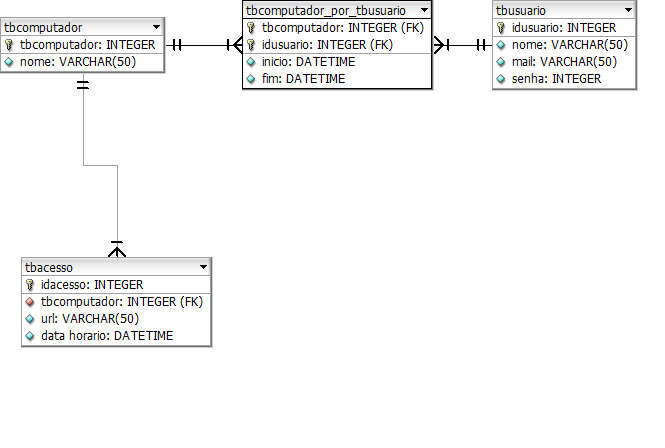 tbcomputador
tbcomputador: INTEGER
nome: VARCHAR(50)
tbcomputador_por_tbusuario
tbcomputador: INTEGER (FK)
idusuario: INTEGER (FK)
inicio: DATETIME
fim: DATETIME
tbusuario
idusuario: INTEGER
nome: VARCHAR(50)
mail: VARCHAR(50)
senha: INTEGER
tbacesso
idacesso: INTEGER
tbcomputador: INTEGER (FK)
url: VARCHAR(50)
data horario: DATETIME